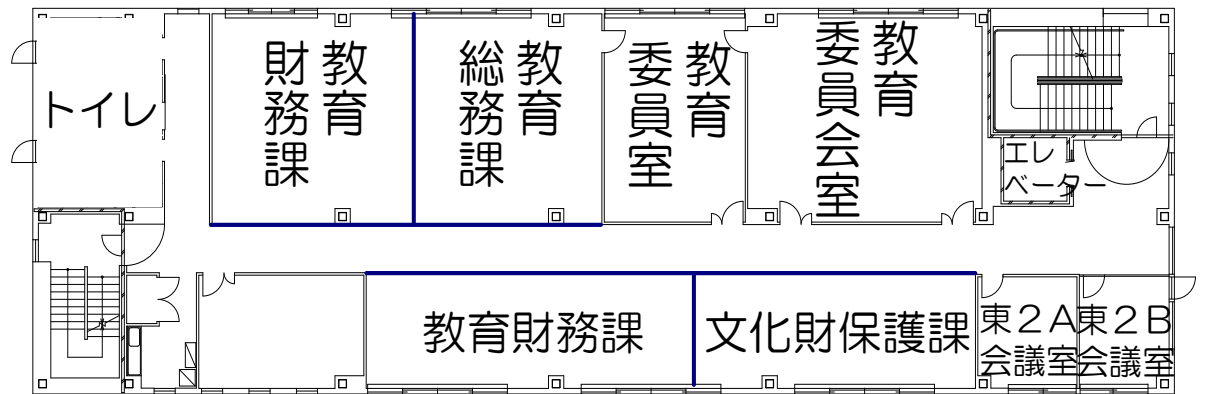 トイレ
教育
財務課
教育
総務課
教育
委員室
教育
委員会室
エレ
ベーター
教育財務課
文化財保護課
東２A
会議室
東２B
会議室